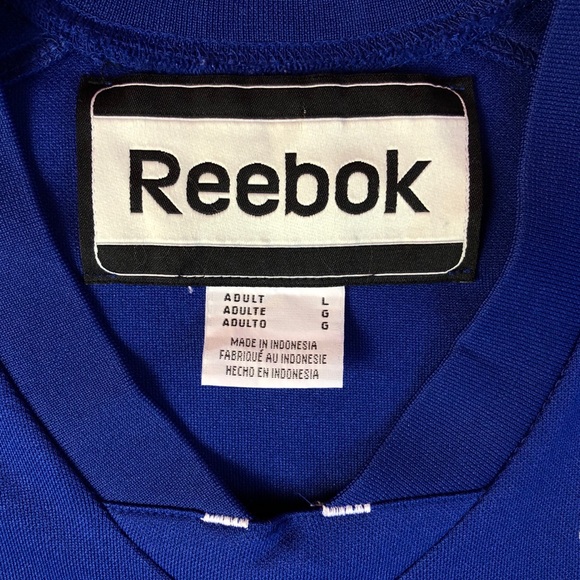 Reebok
ADULT L
ADULTE G
ADULTO G
MADE IN INDONESIA
FABRIQUÉ AU INDONESIE
HECHO EN INDONESIA